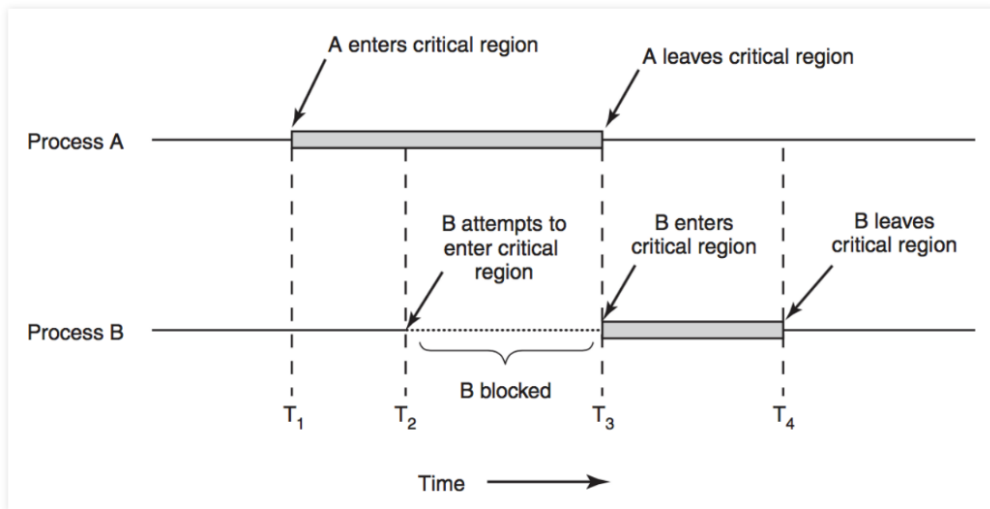 A enters critical region
A leaves critical region
Process A
B attempts to
enter critical
region
B enters
critical region
B leaves
critical region
Process B
B blocked
T₁
T₂
T₃
T₄
Time